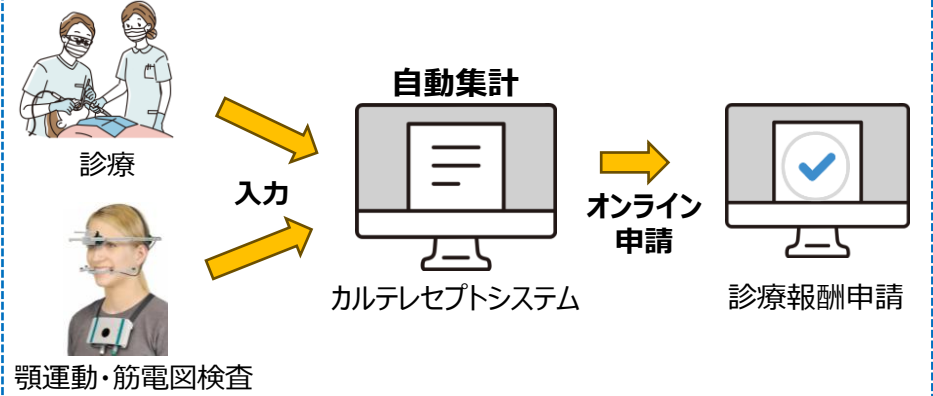 自動集計
診療
入力
オンライン
申請
カルテレセプトシステム
診療報酬申請
顎運動・筋電図検査